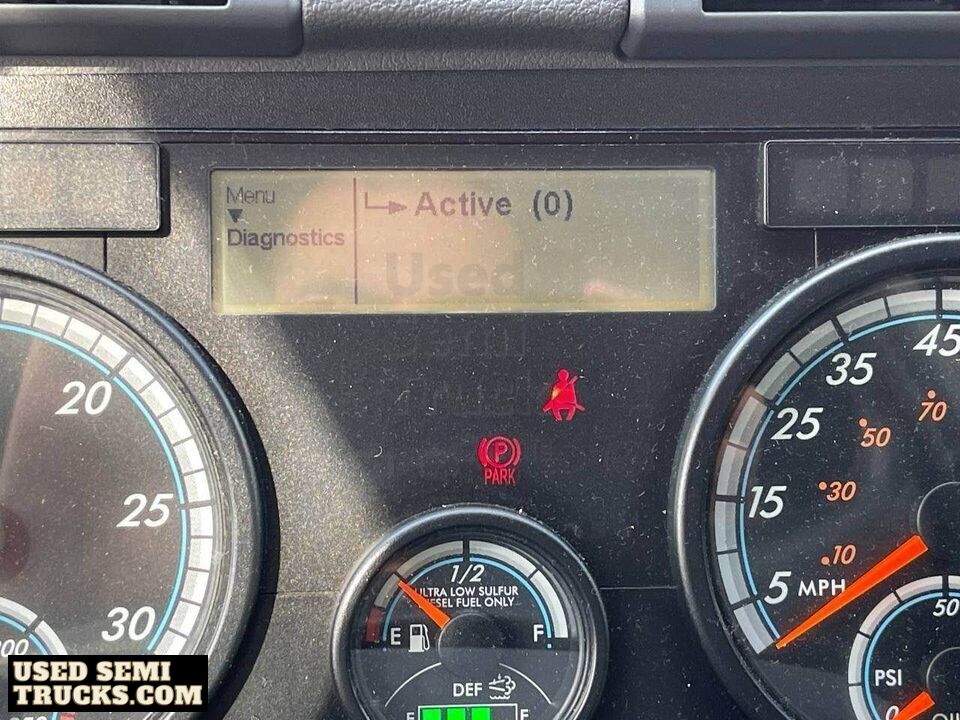 Menu
Diagnostics
Active (0)
Used
PARK
20
25
30
1/2
ULTRA LOW SULFUR
DIESEL FUEL ONLY
E
F
DEF
E
F
45
35
25
15
5 MPH
70
50
30
10
50
PSI
0
USED SEMI
TRUCKS.COM